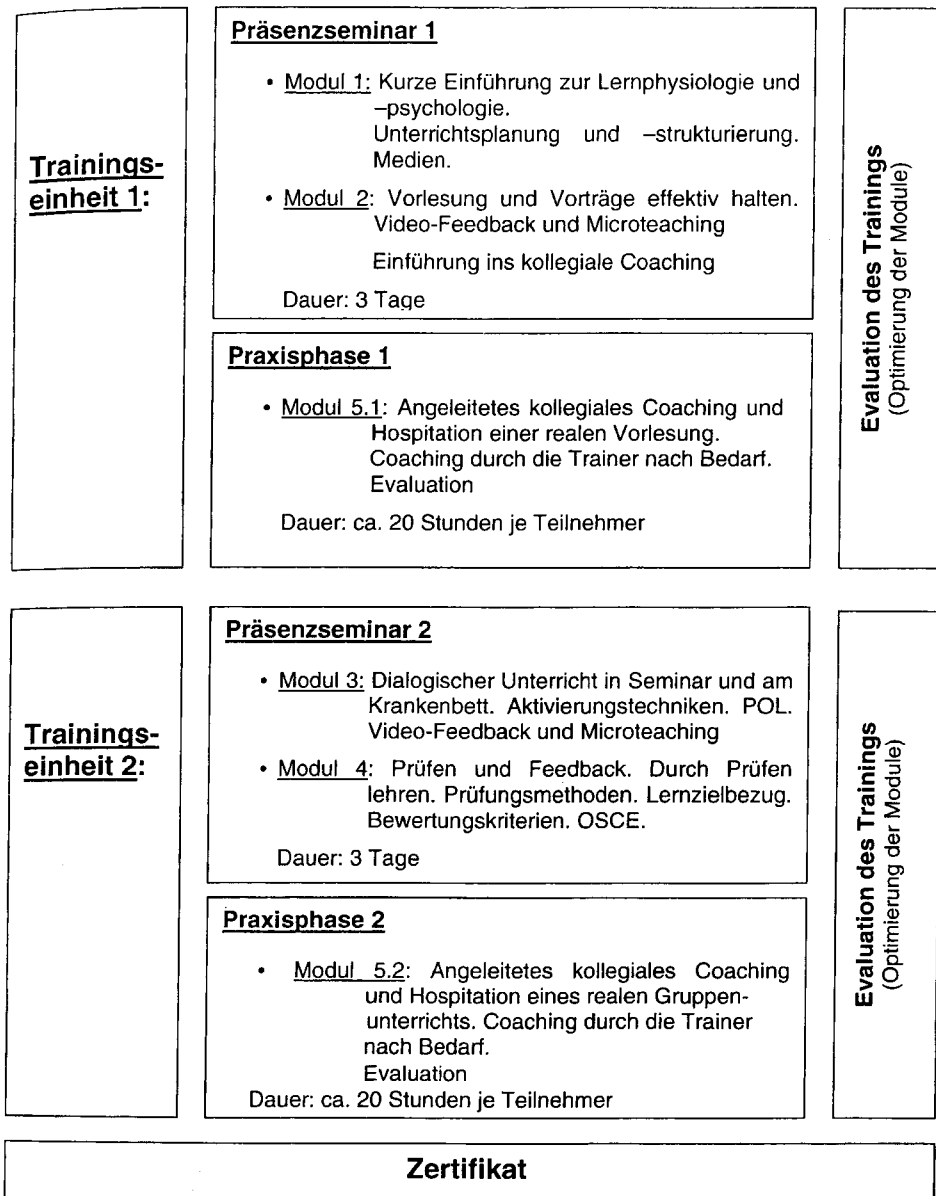 Trainings-
einheit 1:
Präsenzseminar 1
• Modul 1: Kurze Einführung zur Lernphysiologie und
–psychologie.
Unterrichtsplanung und –strukturierung.
Medien.
• Modul 2: Vorlesung und Vorträge effektiv halten.
Video-Feedback und Microteaching
Einführung ins kollegiale Coaching
Dauer: 3 Tage
Praxisphase 1
• Modul 5.1: Angeleitetes kollegiales Coaching und
Hospitation einer realen Vorlesung.
Coaching durch die Trainer nach Bedarf.
Evaluation
Dauer: ca. 20 Stunden je Teilnehmer
Evaluation des Trainings
(Optimierung der Module)
Trainings-
einheit 2:
Präsenzseminar 2
• Modul 3: Dialogischer Unterricht in Seminar und am
Krankenbett. Aktivierungstechniken. POL.
Video-Feedback und Microteaching
• Modul 4: Prüfen und Feedback. Durch Prüfen
lehren. Prüfungsmethoden. Lernzielbezug.
Bewertungskriterien. OSCE.
Dauer: 3 Tage
Praxisphase 2
• Modul 5.2: Angeleitetes kollegiales Coaching
und Hospitation eines realen Gruppen-
unterrichts. Coaching durch die Trainer
nach Bedarf.
Evaluation
Dauer: ca. 20 Stunden je Teilnehmer
Evaluation des Trainings
(Optimierung der Module)
Zertifikat